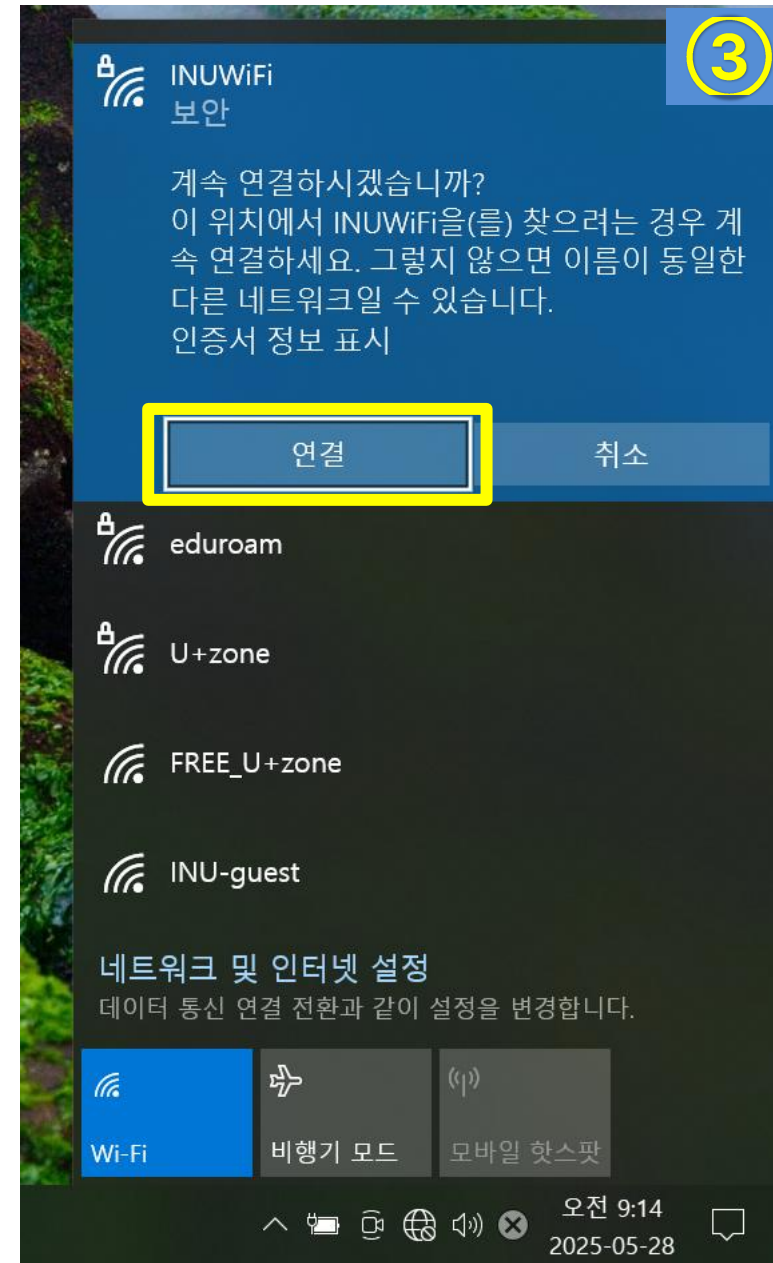 ③
INUWiFi
보안
계속 연결하시겠습니까?
이 위치에서 INUWiFi을(를) 찾으려는 경우 계
속 연결하세요. 그렇지 않으면 이름이 동일한
다른 네트워크일 수 있습니다.
인증서 정보 표시
연결
취소
eduroam
U+zone
FREE_U+zone
INU-guest
네트워크 및 인터넷 설정
데이터 통신 연결 전환과 같이 설정을 변경합니다.
Wi-Fi
비행기 모드
모바일 핫스팟
오전 9:14
2025-05-28